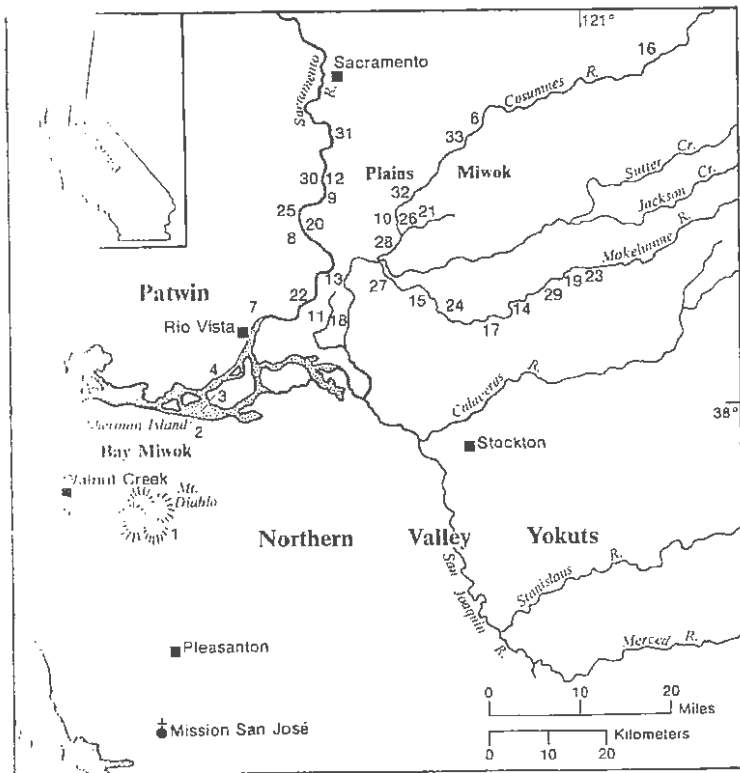 121°
16
Sacramento
Sacramento
R.
Cosumnes R.
6
31
33
Sutter Cr.
Plains Miwok
30 12
32
Jackson Cr.
9
25
10 26 21
20
8
28
Mokelumne R.
Patwin
13
27
19 23
7
22
15
29
11
24
14
18
17
Rio Vista
4
Calaveras R.
3
38°
2
Sherman Island
Stockton
Bay Miwok
Walnut Creek
Mt. Diablo
1
Northern Valley Yokuts
San Joaquin R.
Stanislaus R.
Pleasanton
Merced R.
0 10 20
Miles
Mission San José
Kilometers
0 10 20